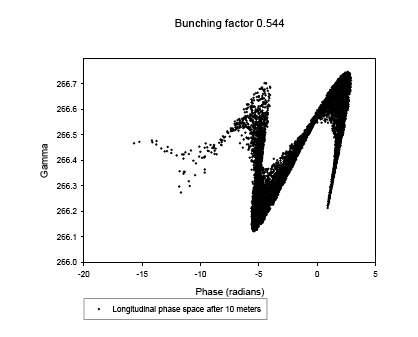 Bunching factor 0.544
Gamma
266.7
266.6
266.5
266.4
266.3
266.2
266.1
266.0
-20 -15 -10 -5 0 5
Phase (radians)
Longitudinal phase space after 10 meters